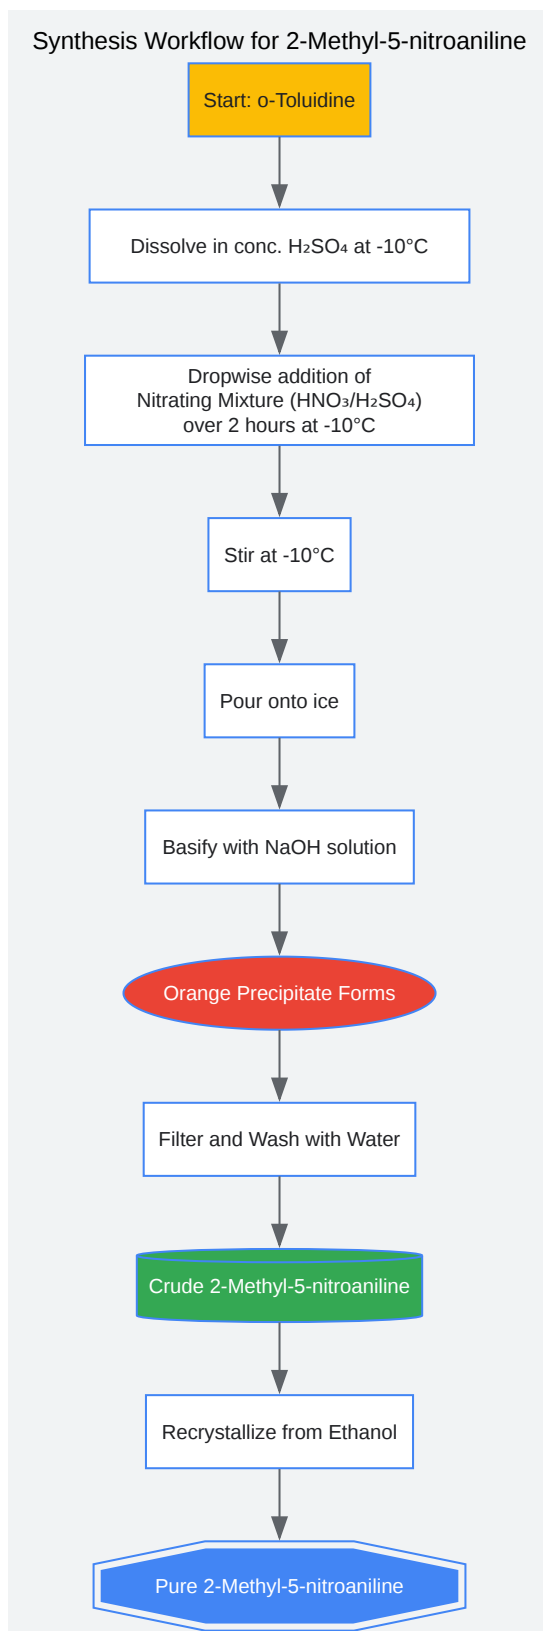 Synthesis Workflow for 2-Methyl-5-nitroaniline
Start: o-Toluidine
Dissolve in conc. H₂SO₄ at -10°C
Dropwise addition of
Nitrating Mixture (HNO₃/H₂SO₄)
over 2 hours at -10°C
Stir at -10°C
Pour onto ice
Basify with NaOH solution
Orange Precipitate Forms
Filter and Wash with Water
Crude 2-Methyl-5-nitroaniline
Recrystallize from Ethanol
Pure 2-Methyl-5-nitroaniline